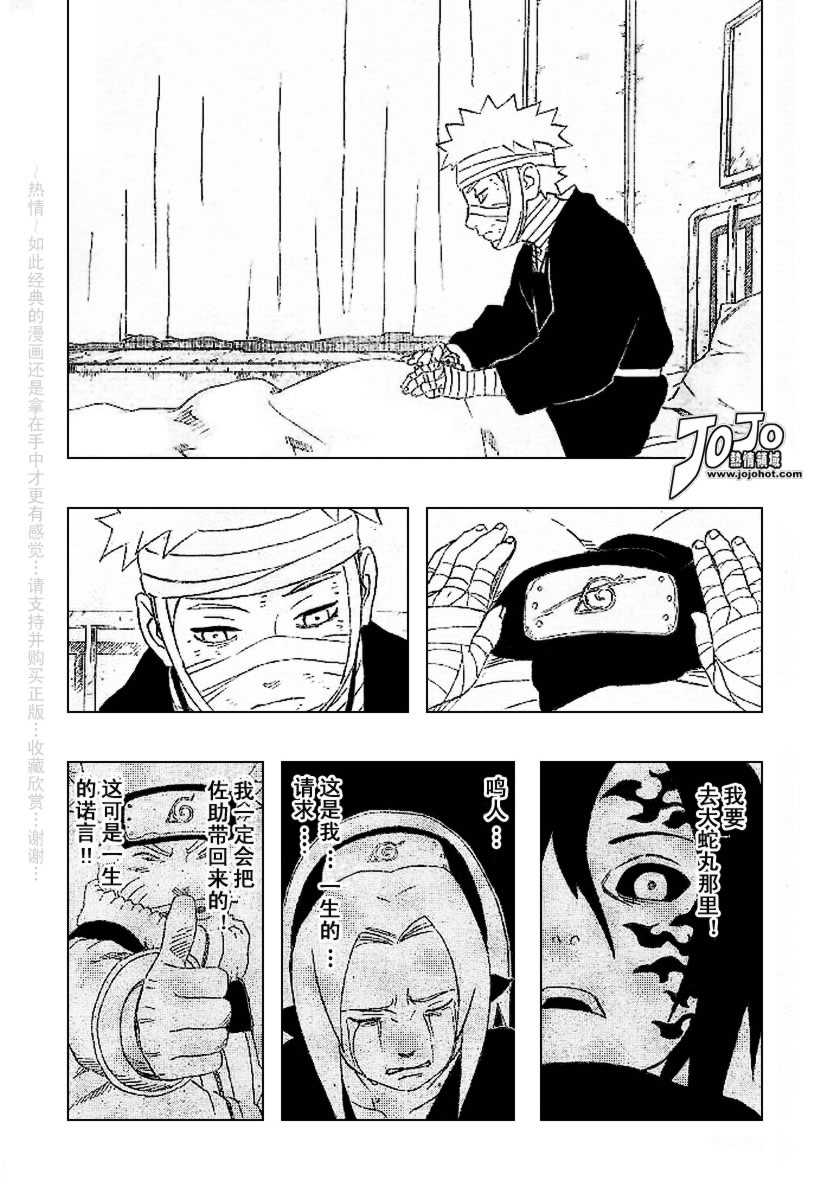 我要
去大蛇丸那里！
鸣人…
这是我…一生的…
请求…
我一定会把
佐助带回来的！
这可是一生
的诺言!!
～热情～如此经典的漫画还是拿在手中才更有感觉…请支持并购买正版…收藏欣赏…谢谢…
JOJO
热情领域
www.jojohot.com